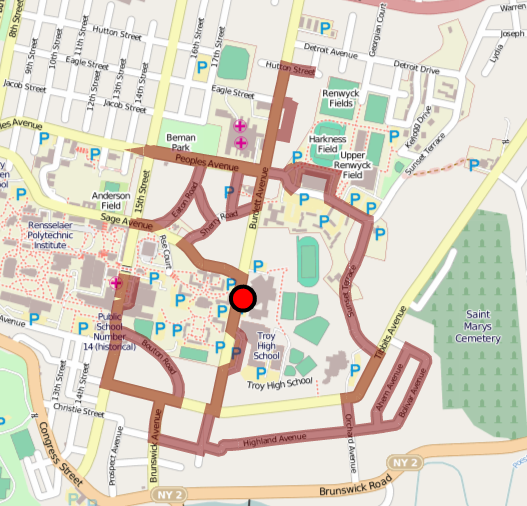 8th Street
Hutton Street
9th Street
10th Street
11th Street
Eagle Street
12th Street
13th Street
14th Street
Jacob Street
Jacob Street
16th Street
17th Street
P
P
Detroit Avenue
Georgian Court
Detroit Drive
Warren
Joseph
Lydia
Hutton Street
Eagle Street
Renwyck
Fields
Kellogg Drive
Sunset Terrace
les Avenue
P
P
Beman
Park
Peoples Avenue
Harkness
Field
Upper
Renwyck
Field
P
P
P
P
P
P
P
P
P
Anderson
Field
15th Street
Sage Avenue
Eaton Road
Sherry Road
Burdett Avenue
Rensselaer
Polytechnic
Institute
Rse Court
Sunset Terrace
Tibbits Avenue
P
P
P
P
P
P
P
P
P
P
P
P
P
P
Public
School
Number
14 (historical)
Avenue
Bouton Road
Troy
High
School
Troy High School
Saint
Marys
Cemetery
13th Street
14th Street
Christie Street
Congress Street
Prospect Avenue
Brunswick Avenue
Highland Avenue
Orchard Avenue
Ahern Avenue
Belvar Avenue
NY 2
NY 2
Brunswick Road